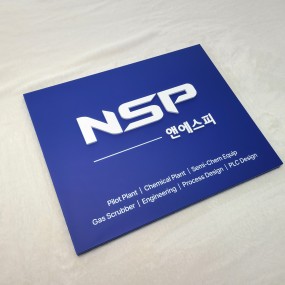 NSP
엔에스피
Pilot Plant | Chemical Plant | Semi-Chem Equip
Gas Scrubber | Engineering | Process Design | PLC Design